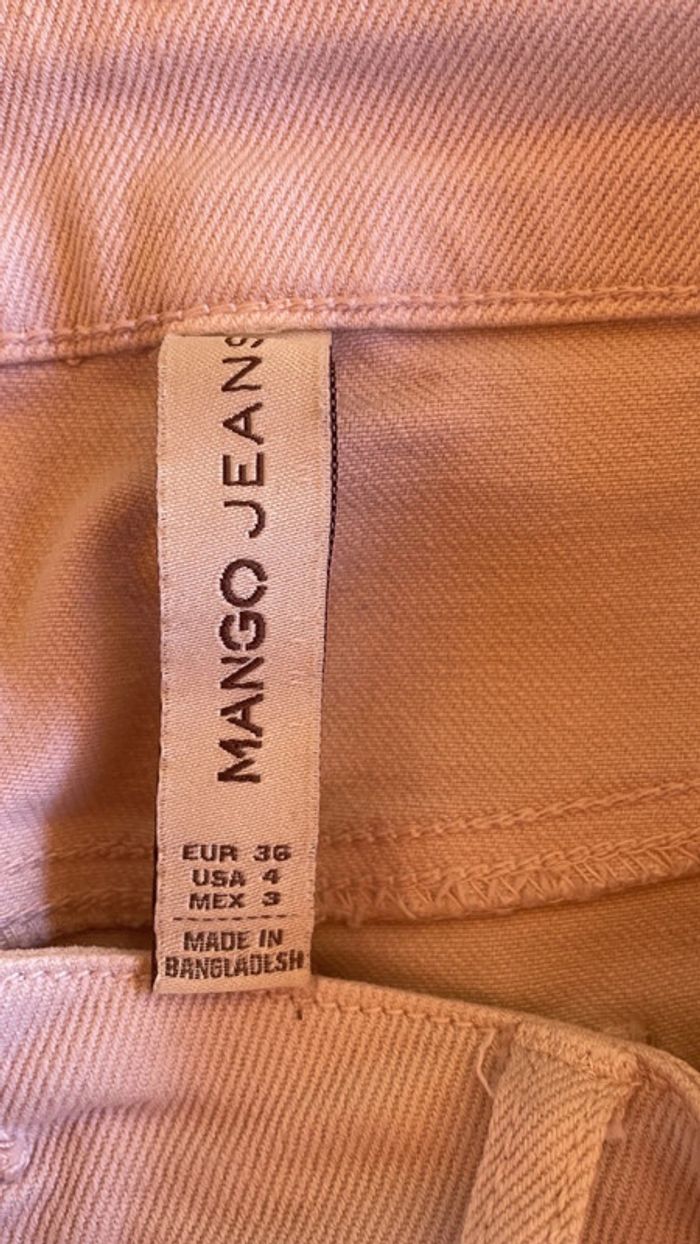 MANGO JEANS
EUR 36
USA 4
MEX 3
MADE IN
BANGLADESH